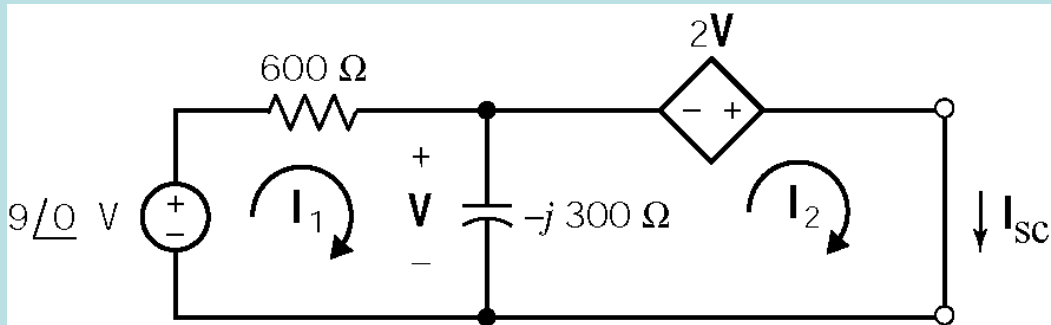 2V
600 Ω
− +
+
9/0 V
+
−
I1
V
−j 300 Ω
I2
Isc
−